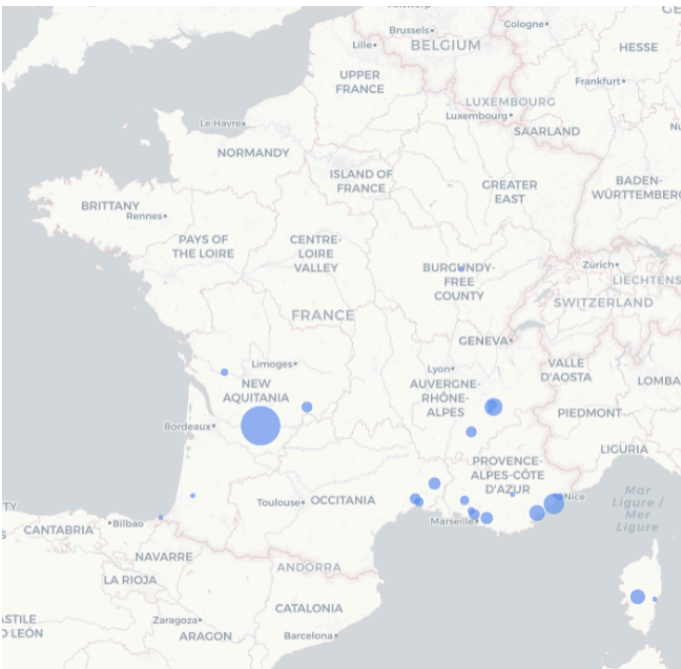 GE
Brussels
Cologne
Lille
BELGIUM
HESSE
UPPER
FRANCE
Frankfurt
LUXEMBOURG
Luxembourg
SAARLAND
Le Havre
NORMANDY
ISLAND OF
FRANCE
GREATER
EAST
BADEN-
WÜRTTEMBERG
BRITTANY
Rennes
PAYS OF
THE LOIRE
CENTRE-
LOIRE
VALLEY
BURGUNDY-
FREE
COUNTY
Zürich
LIECHTENS
SWITZERLAND
FRANCE
GENEVA
Limoges
Lyon
VALLE
D'AOSTA
NEW
AQUITANIA
AUVERGNE-
RHÔNE-
ALPES
LOMBA
PIEDMONT
Bordeaux
LIGURIA
PROVENCE-
ALPES-CÔTE
D'AZUR
Nice
Toulouse
OCCITANIA
Marseille
Mar
Ligure /
Mer
Ligure
TY
CANTABRIA
Bilbao
NAVARRE
ANDORRA
LA RIOJA
CATALONIA
ASTILE
D LEÓN
Zaragoza
ARAGON
Barcelona